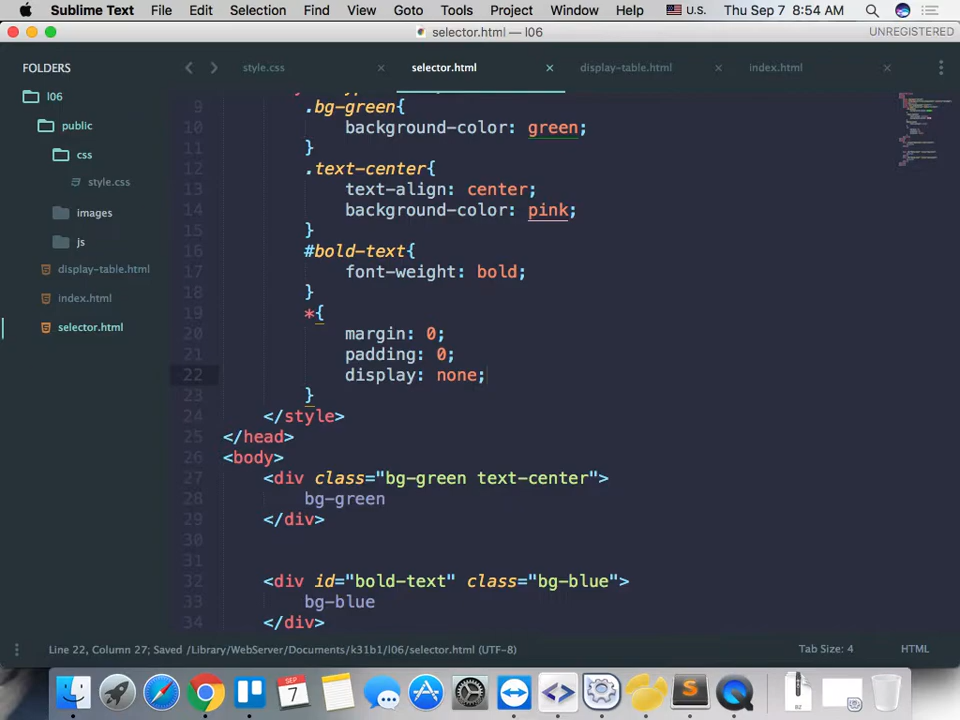 Sublime Text File Edit Selection Find View Goto Tools Project Window Help U.S. Thu Sep 7 8:54 AM
selector.html — l06 UNREGISTERED
FOLDERS
l06
public
css
style.css
images
js
display-table.html
index.html
selector.html
style.css × selector.html × display-table.html × index.html ×
9 .bg-green{
10 background-color: green;
11 }
12 .text-center{
13 text-align: center;
14 background-color: pink;
15 }
16 #bold-text{
17 font-weight: bold;
18 }
19 *{
20 margin: 0;
21 padding: 0;
22 display: none;
23 }
24 </style>
25 </head>
26 <body>
27 <div class="bg-green text-center">
28 bg-green
29 </div>
30
31
32 <div id="bold-text" class="bg-blue">
33 bg-blue
34 </div>
Line 22, Column 27; Saved /Library/WebServer/Documents/k31b1/l06/selector.html (UTF-8) Tab Size: 4 HTML
SEP
7